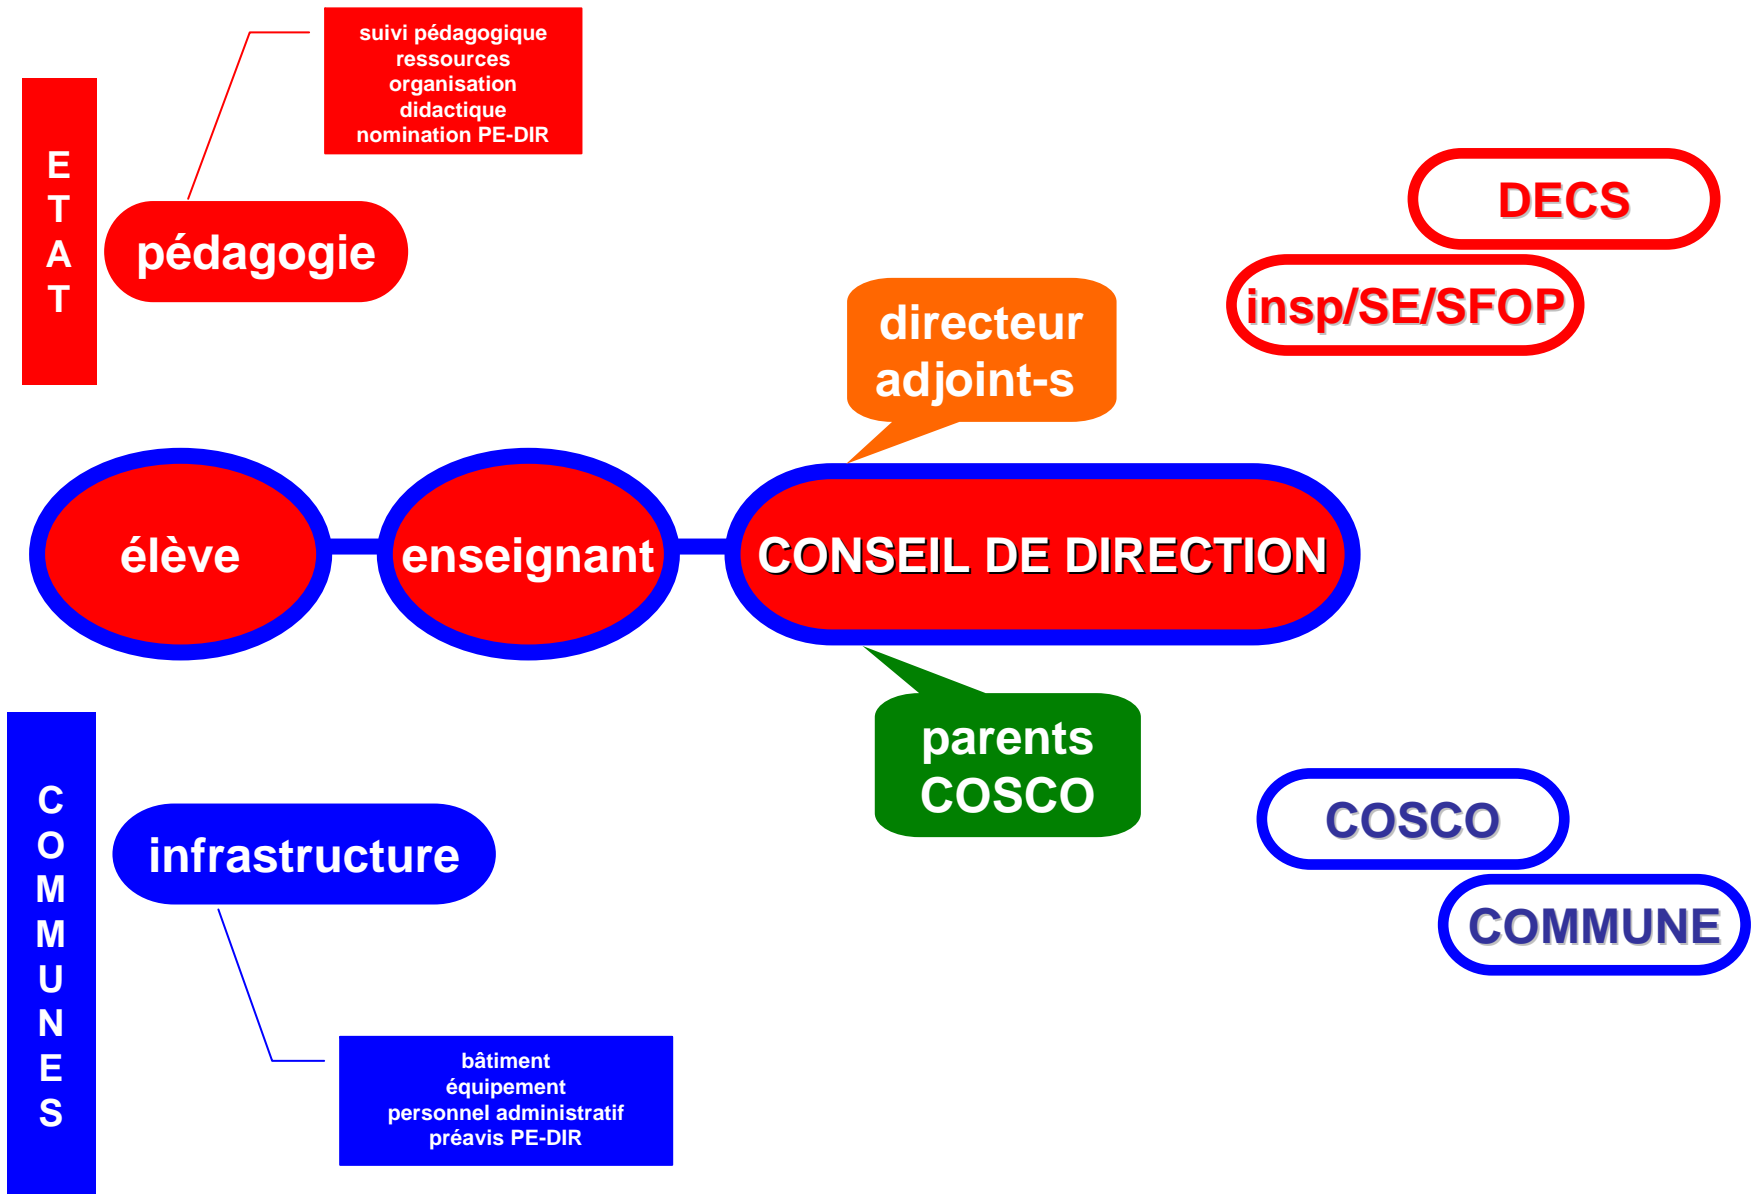 suivi pédagogique
ressources
organisation
didactique
nomination PE-DIR
E
T
A
T
pédagogie
DECS
insp/SE/SFOP
directeur
adjoint-s
élève
enseignant
CONSEIL DE DIRECTION
parents
COSCO
C
O
M
M
U
N
E
S
infrastructure
COSCO
COMMUNE
bâtiment
équipement
personnel administratif
préavis PE-DIR